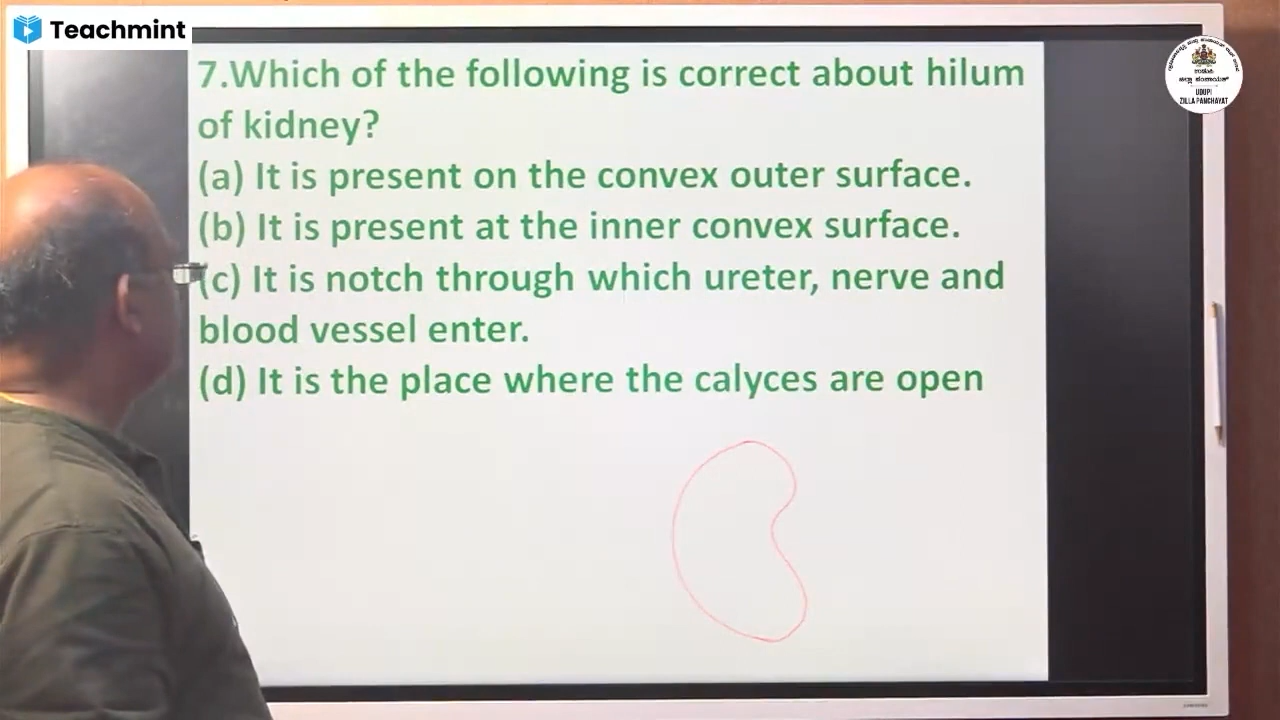 Teachmint
7.Which of the following is correct about hilum
of kidney?
(a) It is present on the convex outer surface.
(b) It is present at the inner convex surface.
(c) It is notch through which ureter, nerve and
blood vessel enter.
(d) It is the place where the calyces are open
UDUPI
ZILLA PANCHAYAT